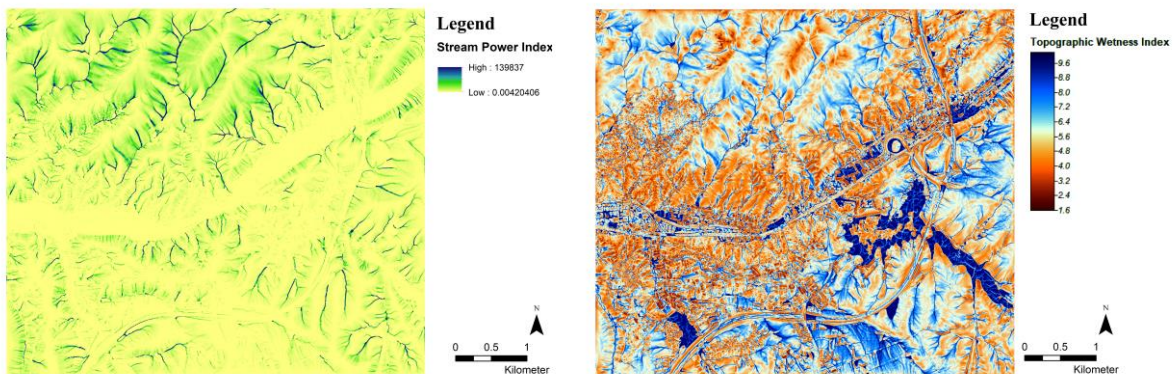 Legend
Stream Power Index
High : 139837
Low : 0.00420406
N
0 0.5 1
Kilometer
Legend
Topographic Wetness Index
9.6
8.8
8.0
7.2
6.4
5.6
4.8
4.0
3.2
2.4
1.6
N
0 0.5 1
Kilometer